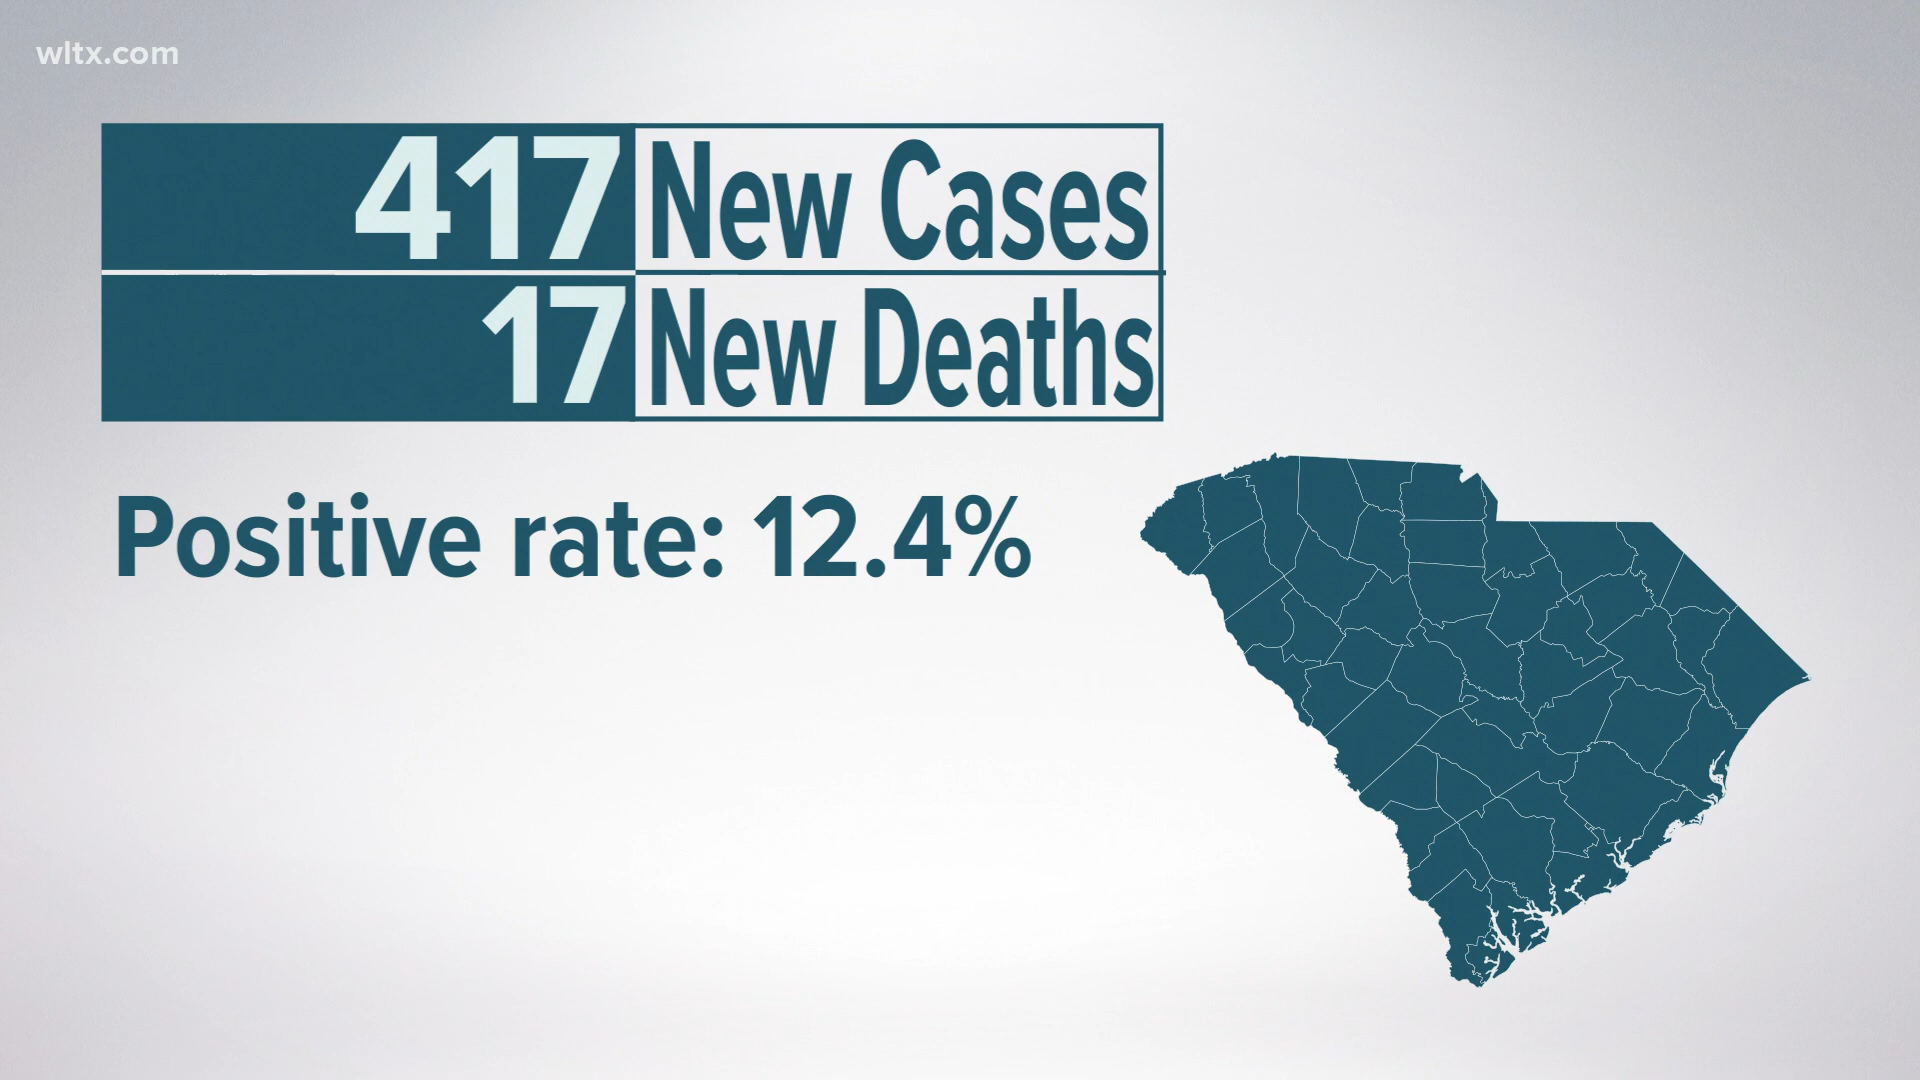 wltx.com
417 New Cases
17 New Deaths
Positive rate: 12.4%